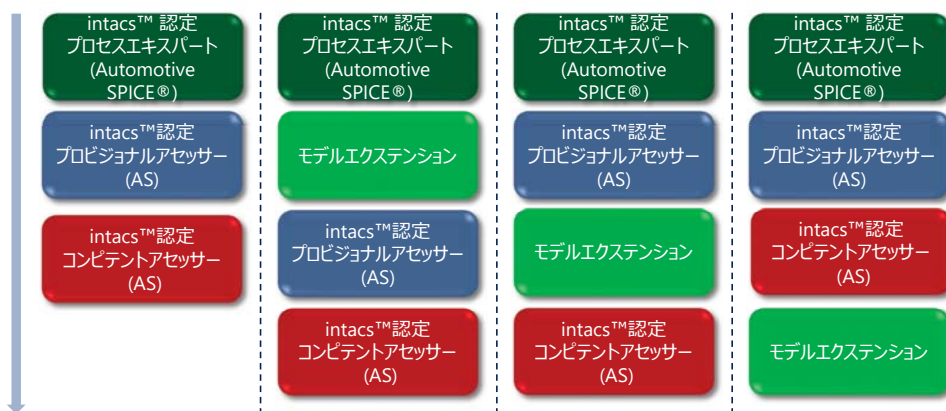 intacs™ 認定
プロセスエキスパート
(Automotive
SPICE®)
intacs™認定
プロビジョナルアセッサー
(AS)
intacs™認定
コンピテントアセッサー
(AS)
intacs™ 認定
プロセスエキスパート
(Automotive
SPICE®)
モデルエクステンション
intacs™認定
プロビジョナルアセッサー
(AS)
intacs™認定
コンピテントアセッサー
(AS)
intacs™ 認定
プロセスエキスパート
(Automotive
SPICE®)
intacs™認定
プロビジョナルアセッサー
(AS)
モデルエクステンション
intacs™認定
コンピテントアセッサー
(AS)
intacs™ 認定
プロセスエキスパート
(Automotive
SPICE®)
intacs™認定
プロビジョナルアセッサー
(AS)
intacs™認定
コンピテントアセッサー
(AS)
モデルエクステンション